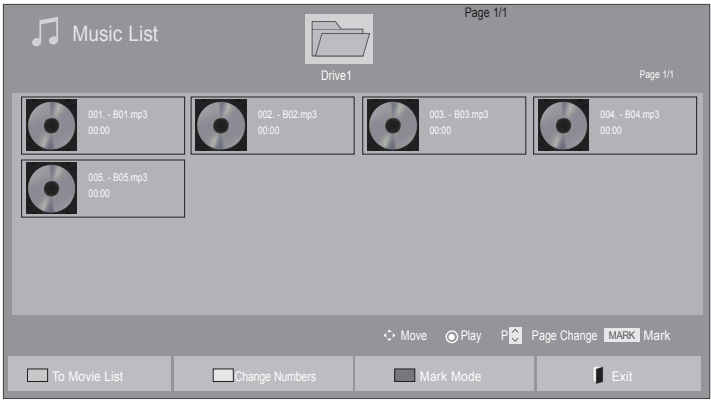 Page 1/1
Music List
Drive1
Page 1/1
001. - B01.mp3
00:00
002. - B02.mp3
00:00
003. - B03.mp3
00:00
004. - B04.mp3
00:00
005. - B05.mp3
00:00
Move Play P Page Change MARK Mark
To Movie List Change Numbers Mark Mode Exit